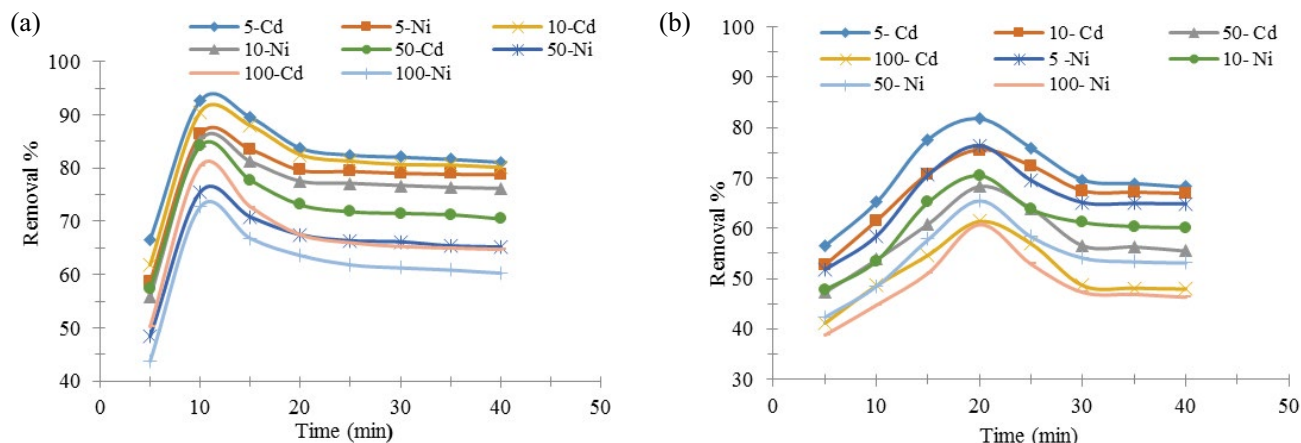 (a)
5-Cd 5-Ni 10-Cd
10-Ni 50-Cd 50-Ni
100-Cd 100-Ni
Removal %
100
90
80
70
60
50
40
0 10 20 30 40 50
Time (min)
(b)
5- Cd 10- Cd 50- Cd
100- Cd 5 -Ni 10- Ni
50- Ni 100- Ni
Removal %
100
90
80
70
60
50
40
30
0 10 20 30 40 50
Time (min)